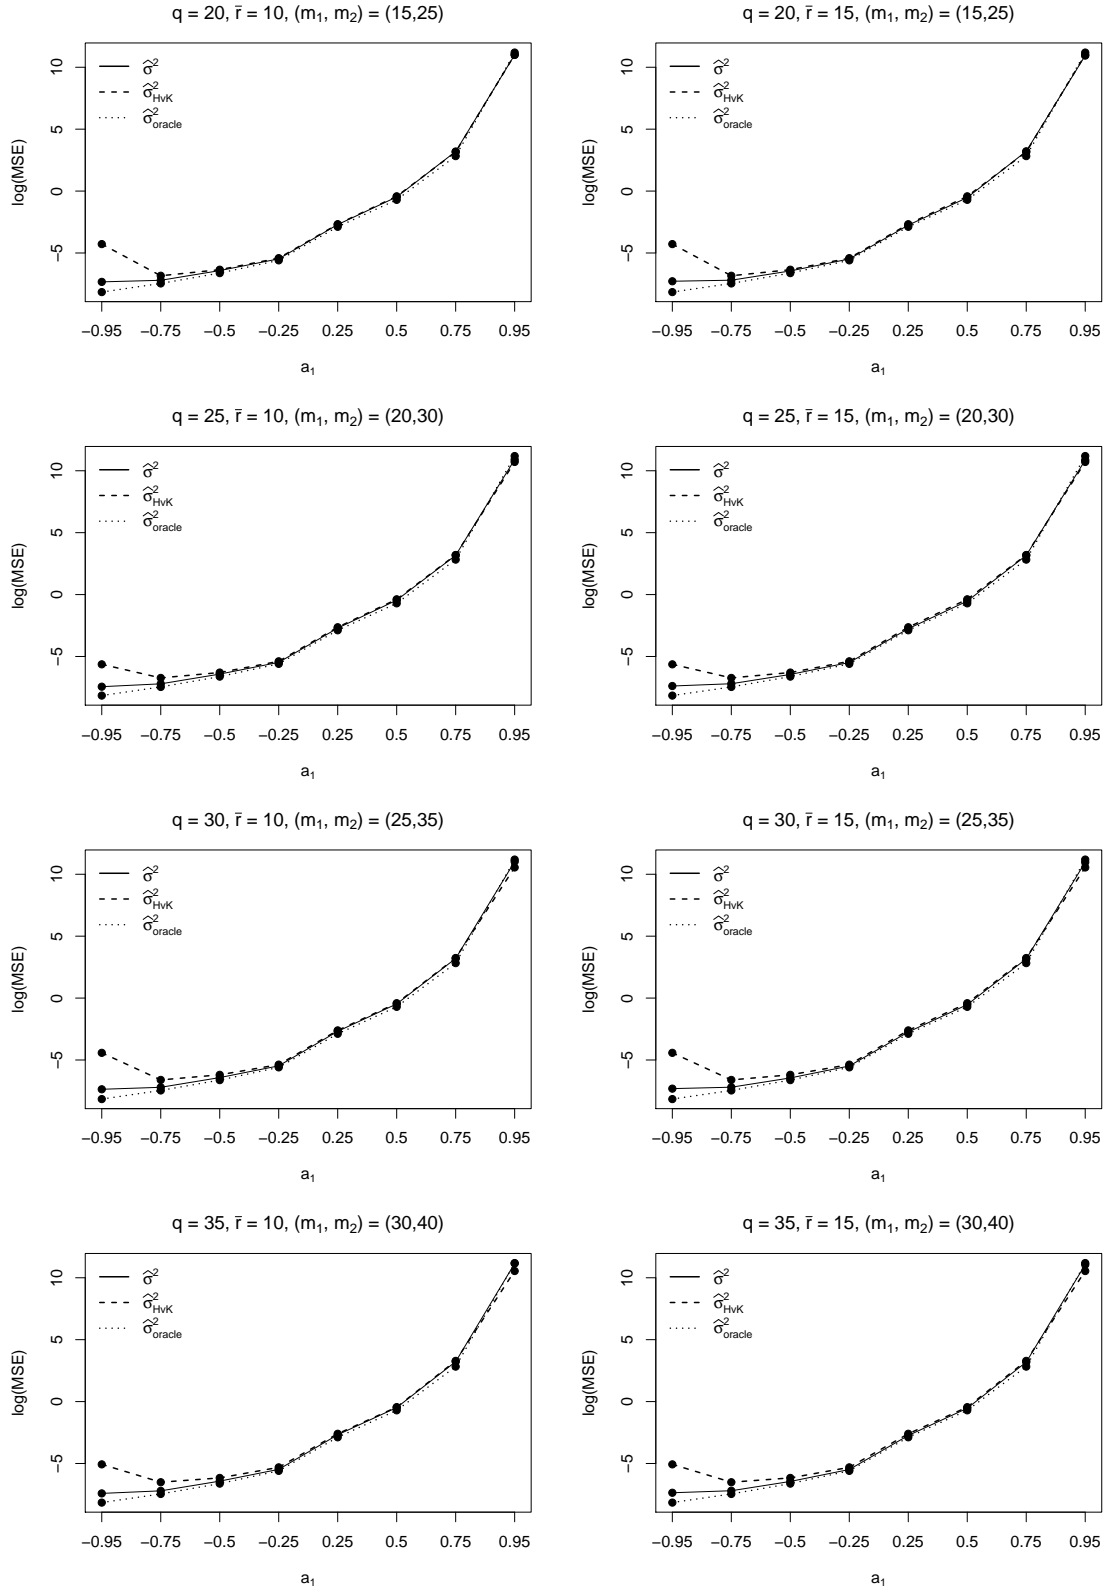 q = 20, r̄ = 10, (m₁, m₂) = (15,25)
log(MSE)
10
5
0
−5
σ̂²
σ̂²HvK
σ̂²oracle
−0.95 −0.75 −0.5 −0.25 0.25 0.5 0.75 0.95
a₁
q = 20, r̄ = 15, (m₁, m₂) = (15,25)
log(MSE)
10
5
0
−5
σ̂²
σ̂²HvK
σ̂²oracle
−0.95 −0.75 −0.5 −0.25 0.25 0.5 0.75 0.95
a₁
q = 25, r̄ = 10, (m₁, m₂) = (20,30)
log(MSE)
10
5
0
−5
σ̂²
σ̂²HvK
σ̂²oracle
−0.95 −0.75 −0.5 −0.25 0.25 0.5 0.75 0.95
a₁
q = 25, r̄ = 15, (m₁, m₂) = (20,30)
log(MSE)
10
5
0
−5
σ̂²
σ̂²HvK
σ̂²oracle
−0.95 −0.75 −0.5 −0.25 0.25 0.5 0.75 0.95
a₁
q = 30, r̄ = 10, (m₁, m₂) = (25,35)
log(MSE)
10
5
0
−5
σ̂²
σ̂²HvK
σ̂²oracle
−0.95 −0.75 −0.5 −0.25 0.25 0.5 0.75 0.95
a₁
q = 30, r̄ = 15, (m₁, m₂) = (25,35)
log(MSE)
10
5
0
−5
σ̂²
σ̂²HvK
σ̂²oracle
−0.95 −0.75 −0.5 −0.25 0.25 0.5 0.75 0.95
a₁
q = 35, r̄ = 10, (m₁, m₂) = (30,40)
log(MSE)
10
5
0
−5
σ̂²
σ̂²HvK
σ̂²oracle
−0.95 −0.75 −0.5 −0.25 0.25 0.5 0.75 0.95
a₁
q = 35, r̄ = 15, (m₁, m₂) = (30,40)
log(MSE)
10
5
0
−5
σ̂²
σ̂²HvK
σ̂²oracle
−0.95 −0.75 −0.5 −0.25 0.25 0.5 0.75 0.95
a₁